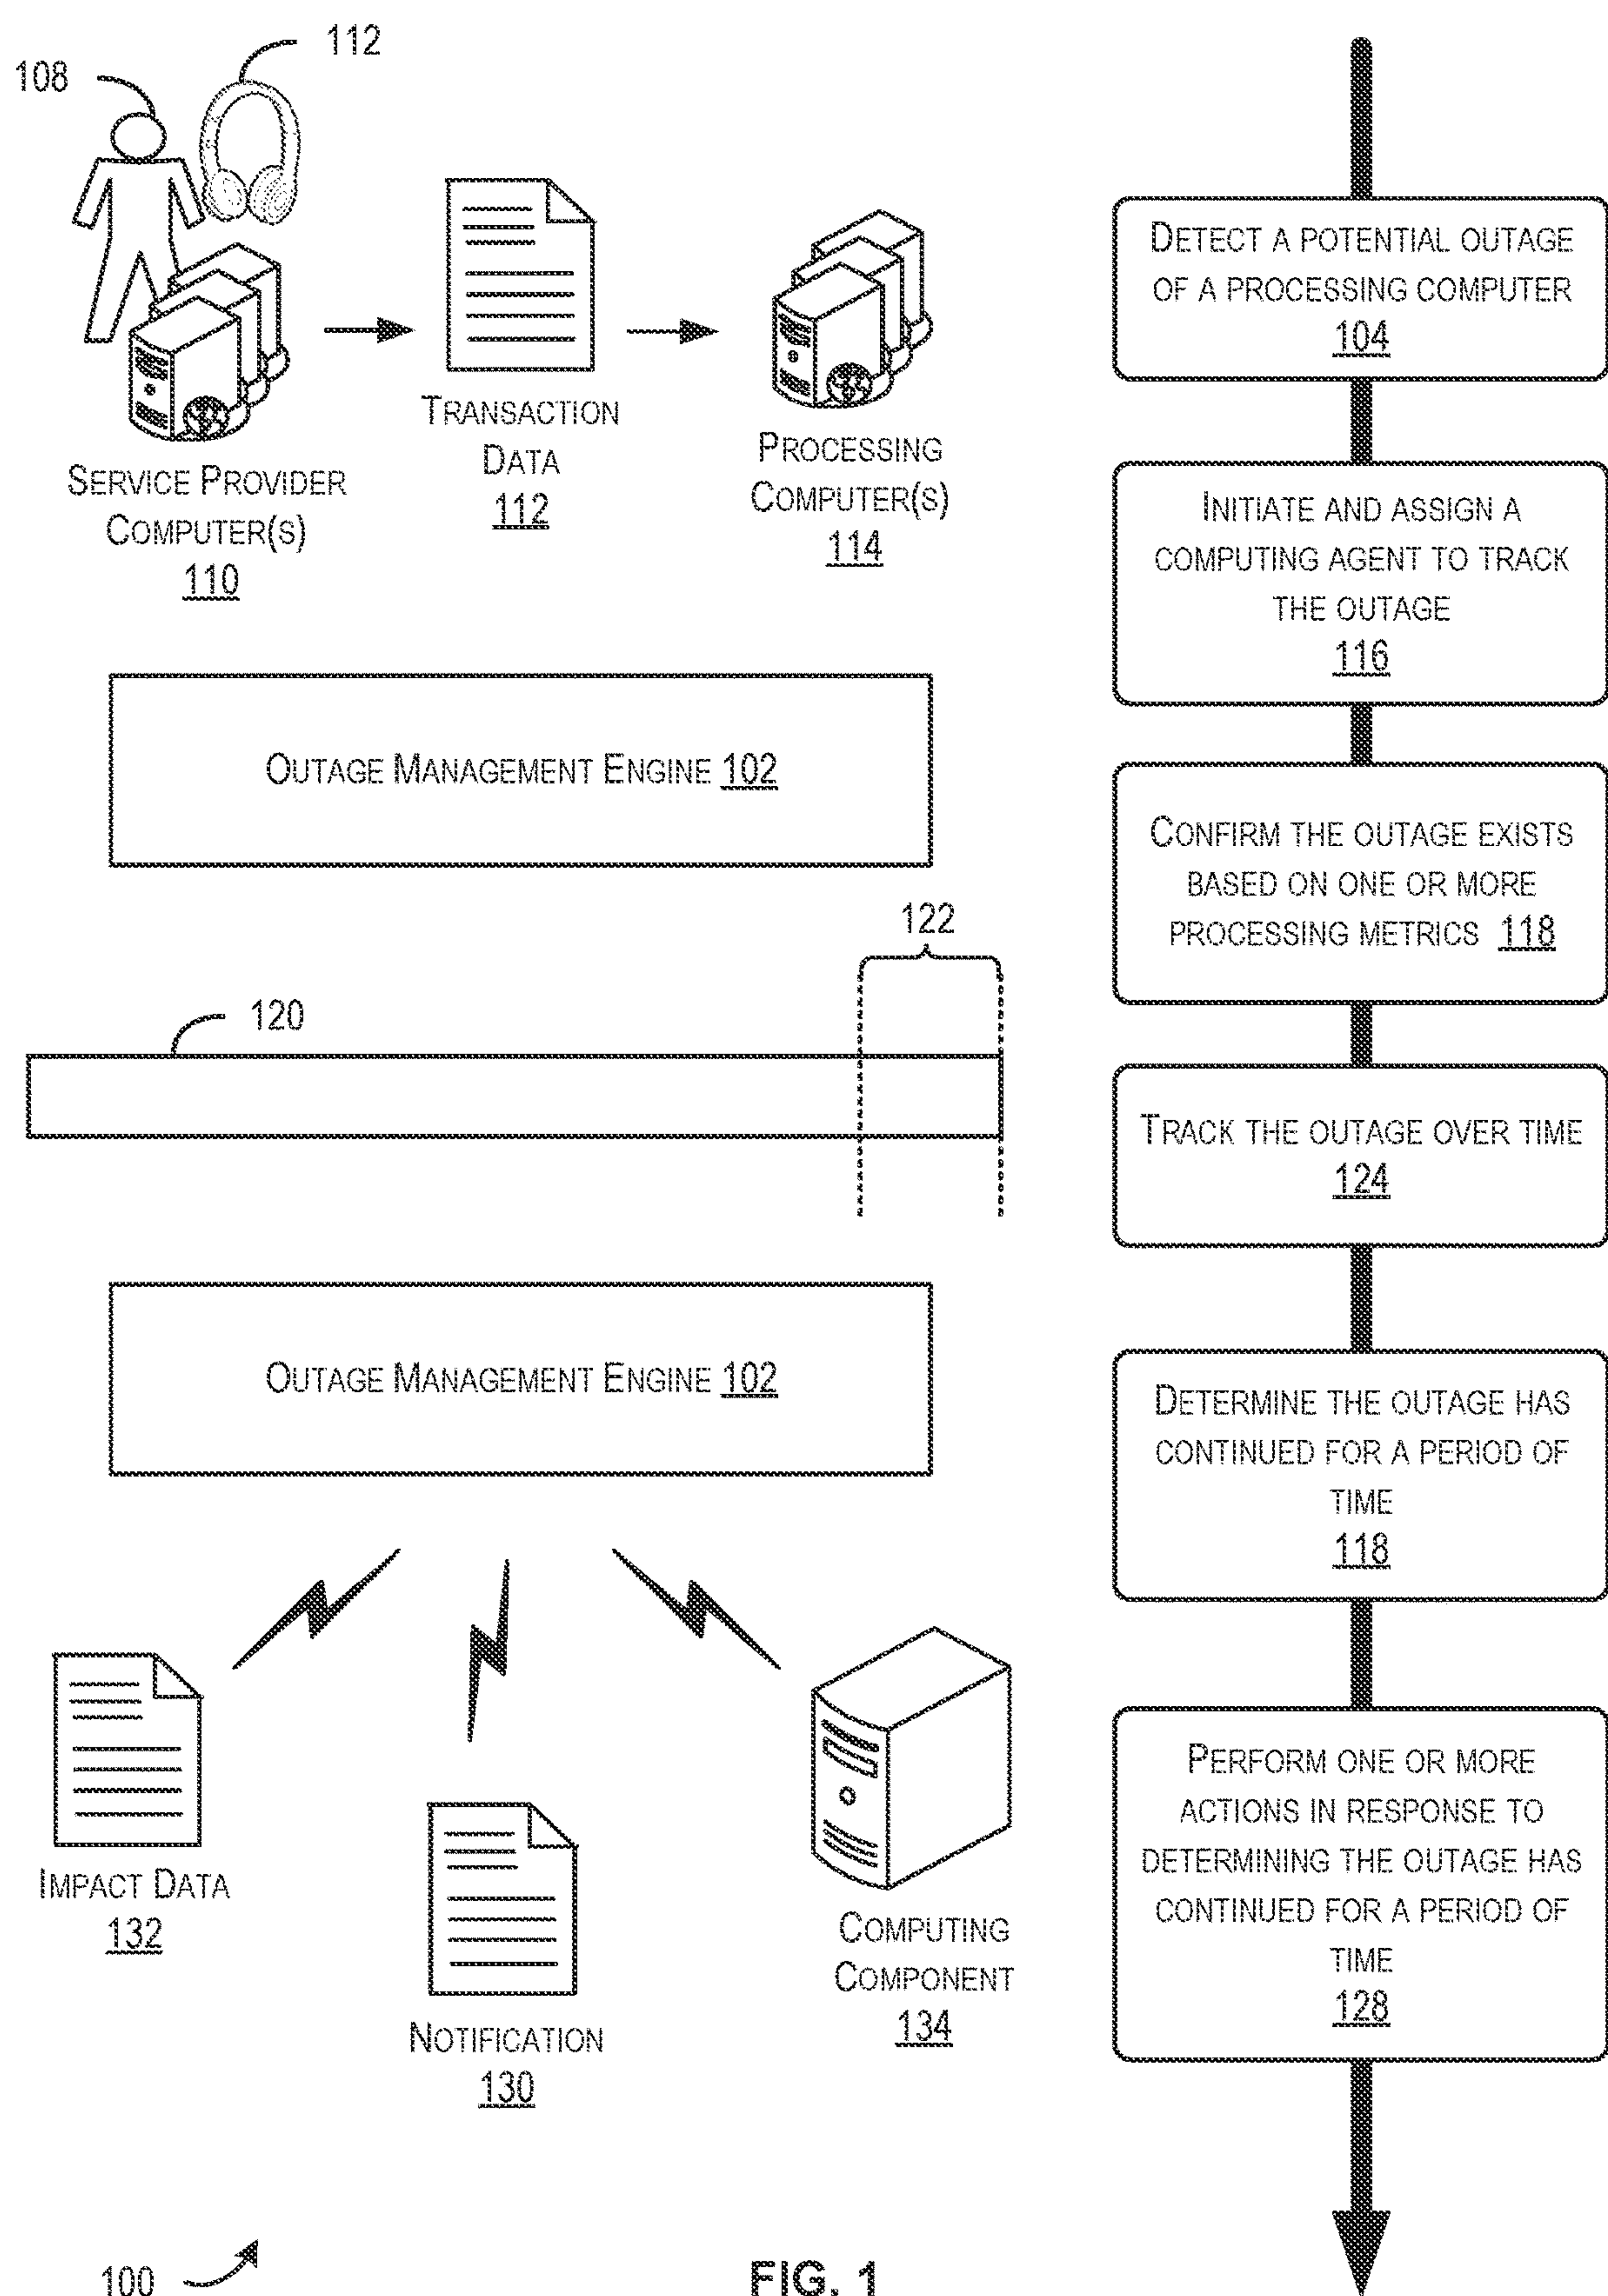 108
112
SERVICE PROVIDER
COMPUTER(S)
110
TRANSACTION
DATA
112
PROCESSING
COMPUTER(S)
114
OUTAGE MANAGEMENT ENGINE 102
122
120
OUTAGE MANAGEMENT ENGINE 102
IMPACT DATA
132
NOTIFICATION
130
COMPUTING
COMPONENT
134
DETECT A POTENTIAL OUTAGE
OF A PROCESSING COMPUTER
104
INITIATE AND ASSIGN A
COMPUTING AGENT TO TRACK
THE OUTAGE
116
CONFIRM THE OUTAGE EXISTS
BASED ON ONE OR MORE
PROCESSING METRICS 118
TRACK THE OUTAGE OVER TIME
124
DETERMINE THE OUTAGE HAS
CONTINUED FOR A PERIOD OF
TIME
118
PERFORM ONE OR MORE
ACTIONS IN RESPONSE TO
DETERMINING THE OUTAGE HAS
CONTINUED FOR A PERIOD OF
TIME
128
100
FIG. 1